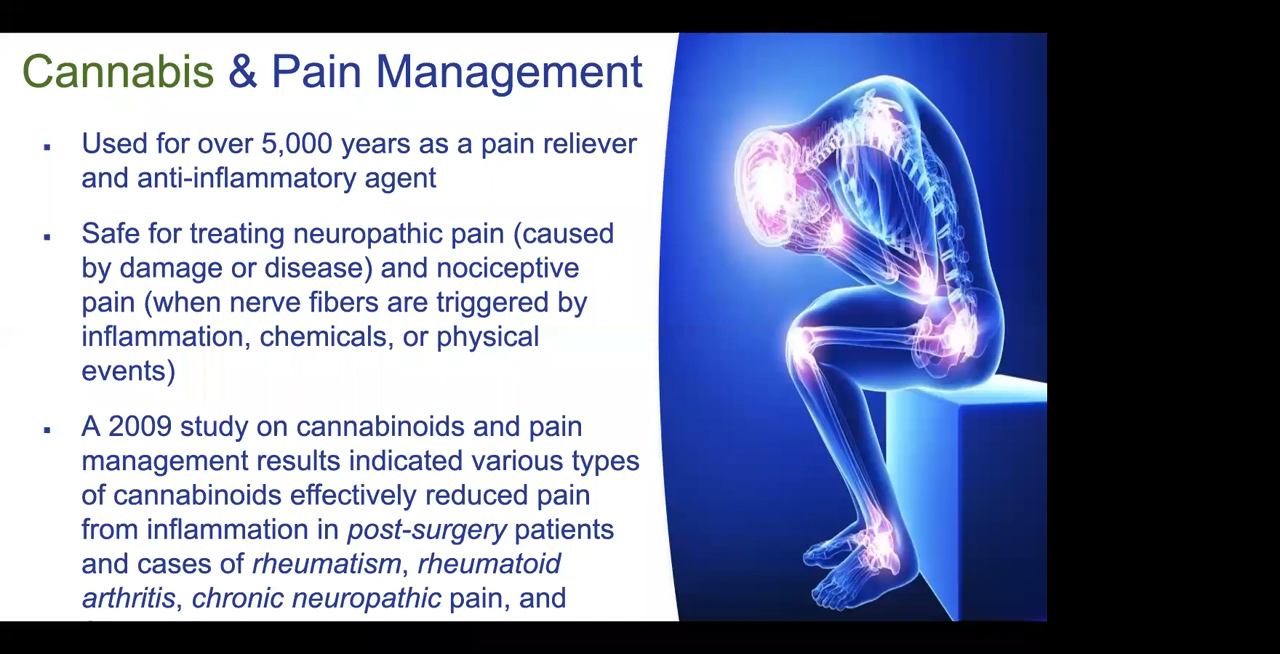 Cannabis & Pain Management
▪ Used for over 5,000 years as a pain reliever
and anti-inflammatory agent
▪ Safe for treating neuropathic pain (caused
by damage or disease) and nociceptive
pain (when nerve fibers are triggered by
inflammation, chemicals, or physical
events)
▪ A 2009 study on cannabinoids and pain
management results indicated various types
of cannabinoids effectively reduced pain
from inflammation in post-surgery patients
and cases of rheumatism, rheumatoid
arthritis, chronic neuropathic pain, and